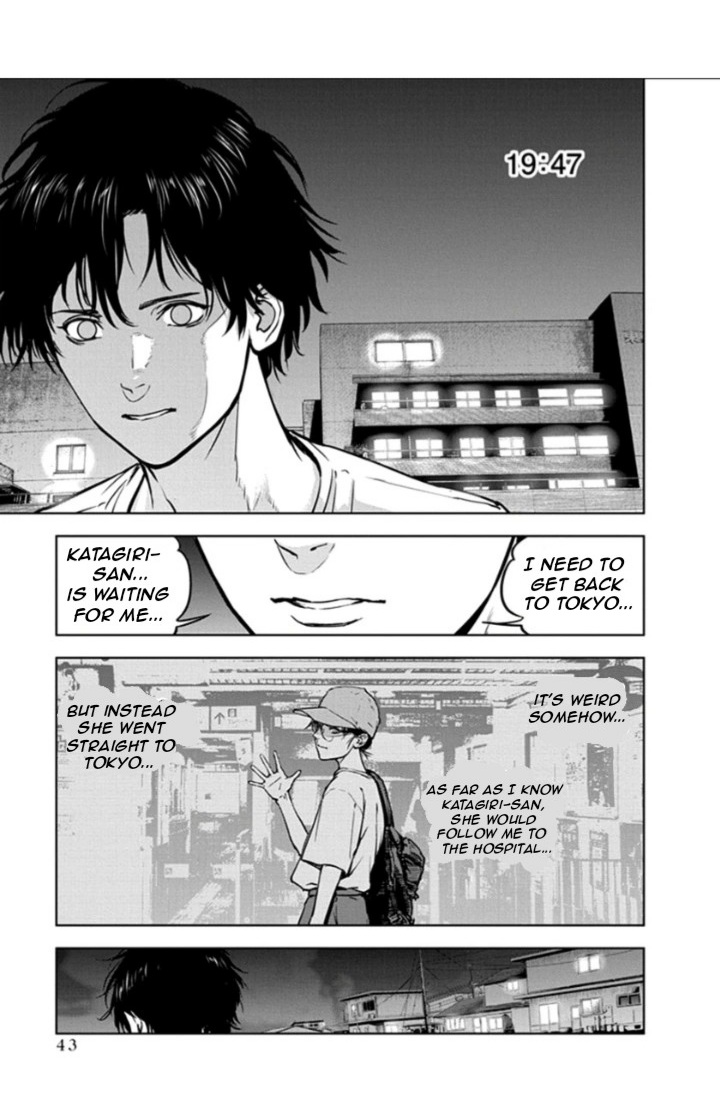 19:47
I NEED TO
GET BACK
TO TOKYO...
KATAGIRI-
SAN...
IS WAITING
FOR ME...
IT'S WEIRD
SOMEHOW...
AS FAR AS I KNOW
KATAGIRI-SAN,
SHE WOULD
FOLLOW ME TO
THE HOSPITAL...
BUT INSTEAD
SHE WENT
STRAIGHT TO
TOKYO...
43